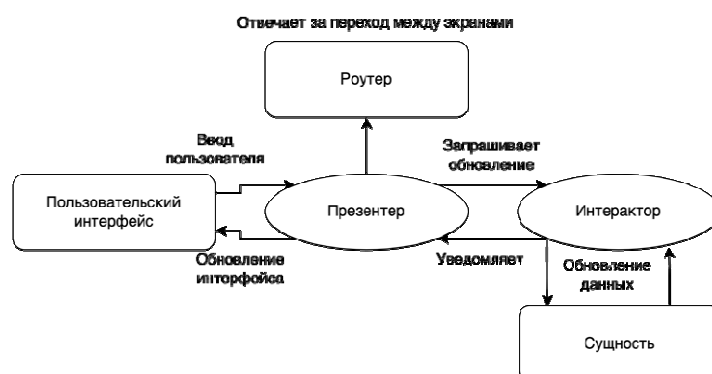 Отвечает за переход между экранами
Роутер
Ввод
пользователя
Запрашивает
обновление
Пользовательский
интерфейс
Презентер
Интерактор
Обновление
инторфойса
Уведомляет
Обновление
данных
Сущность